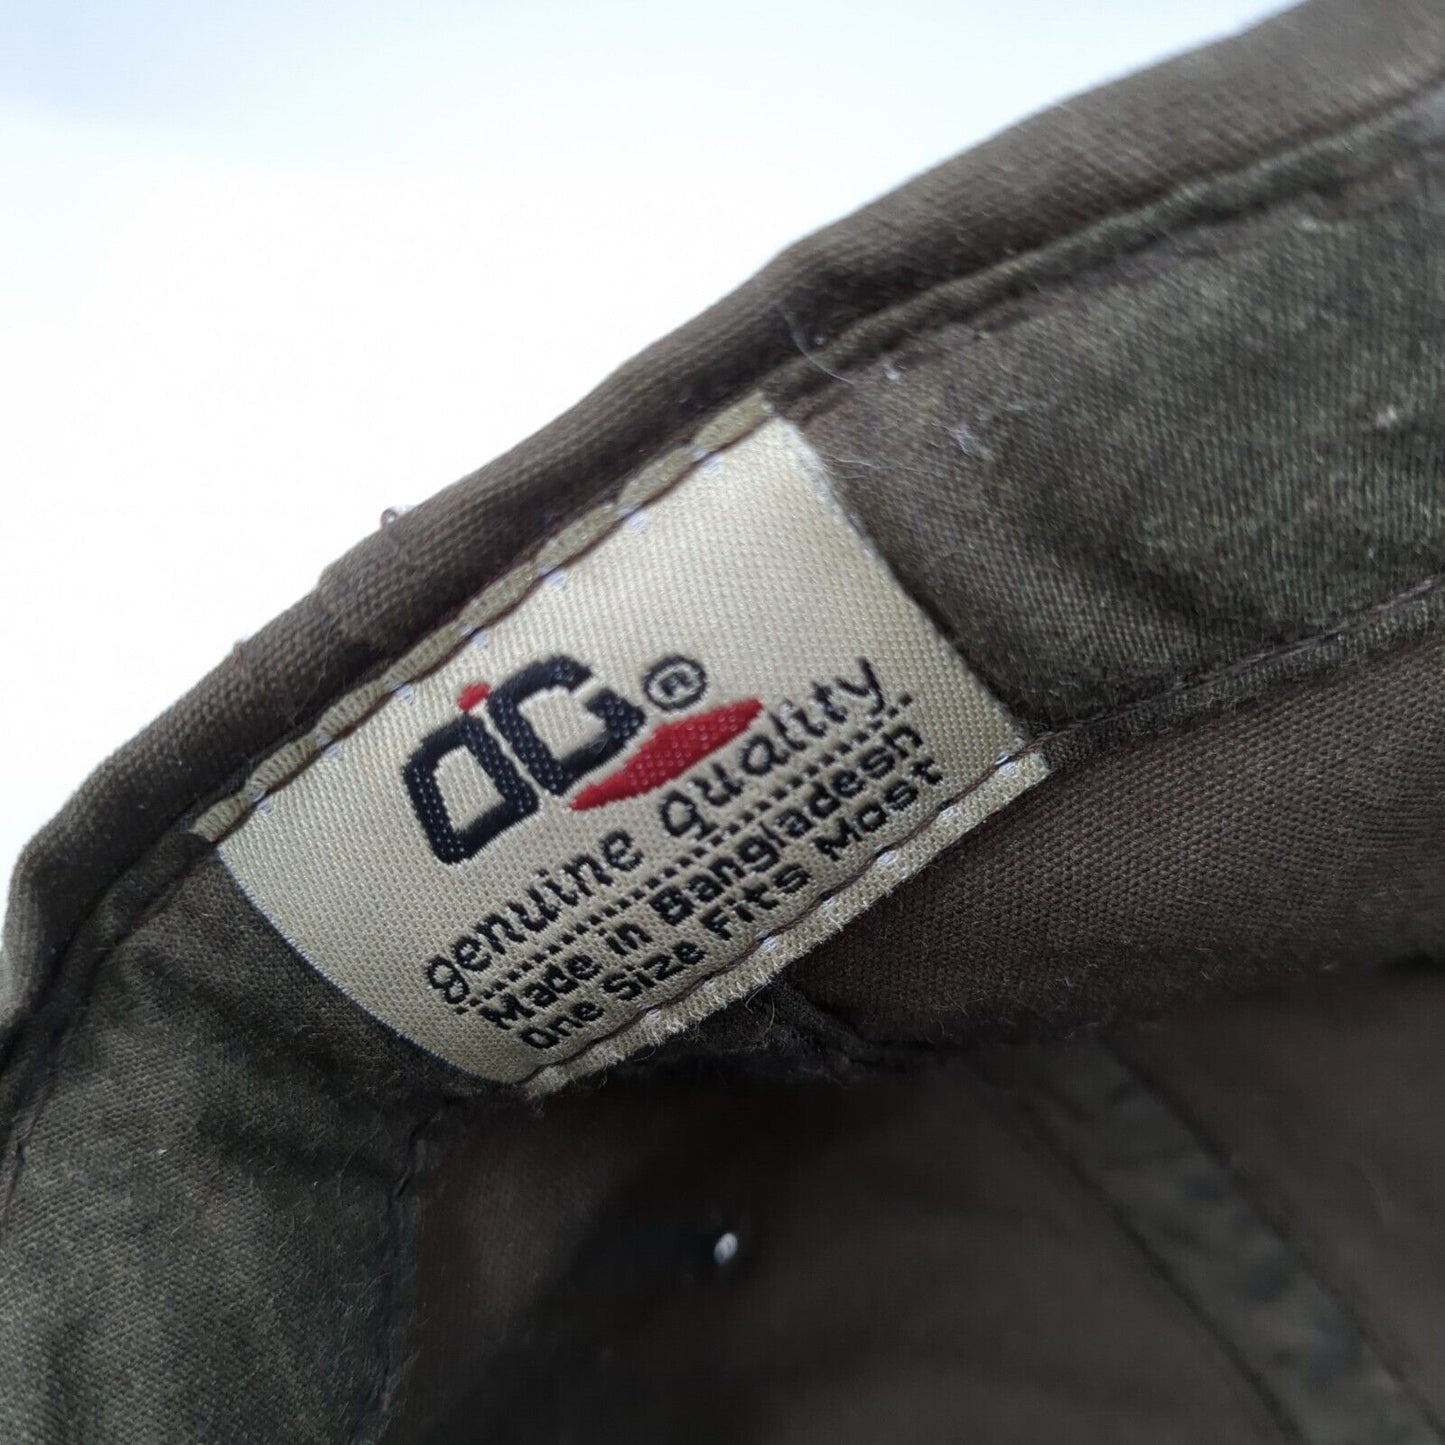 OC®
genuine quality
Made in Bangladesh
One Size Fits Most